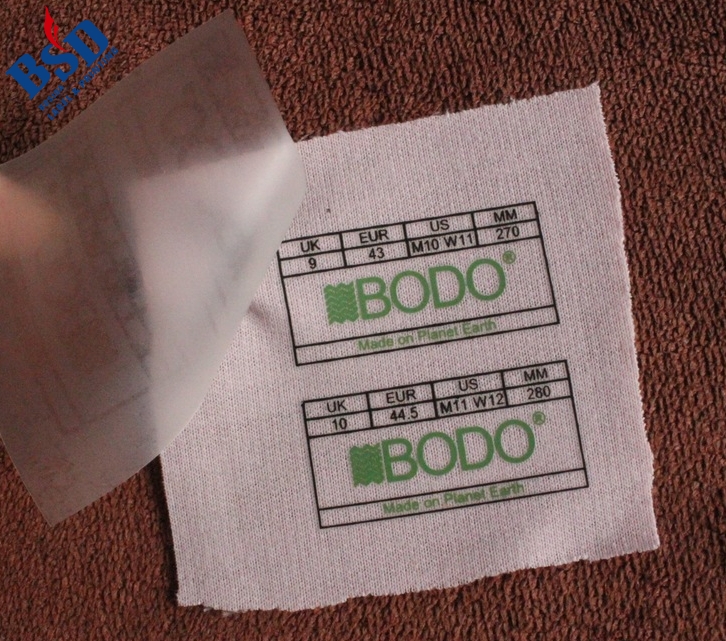 BSD
UK EUR US MM
9 43 M10 W11 270
BODO®
Made on Planet Earth
UK EUR US MM
10 44.5 M11 W12 280
BODO®
Made on Planet Earth